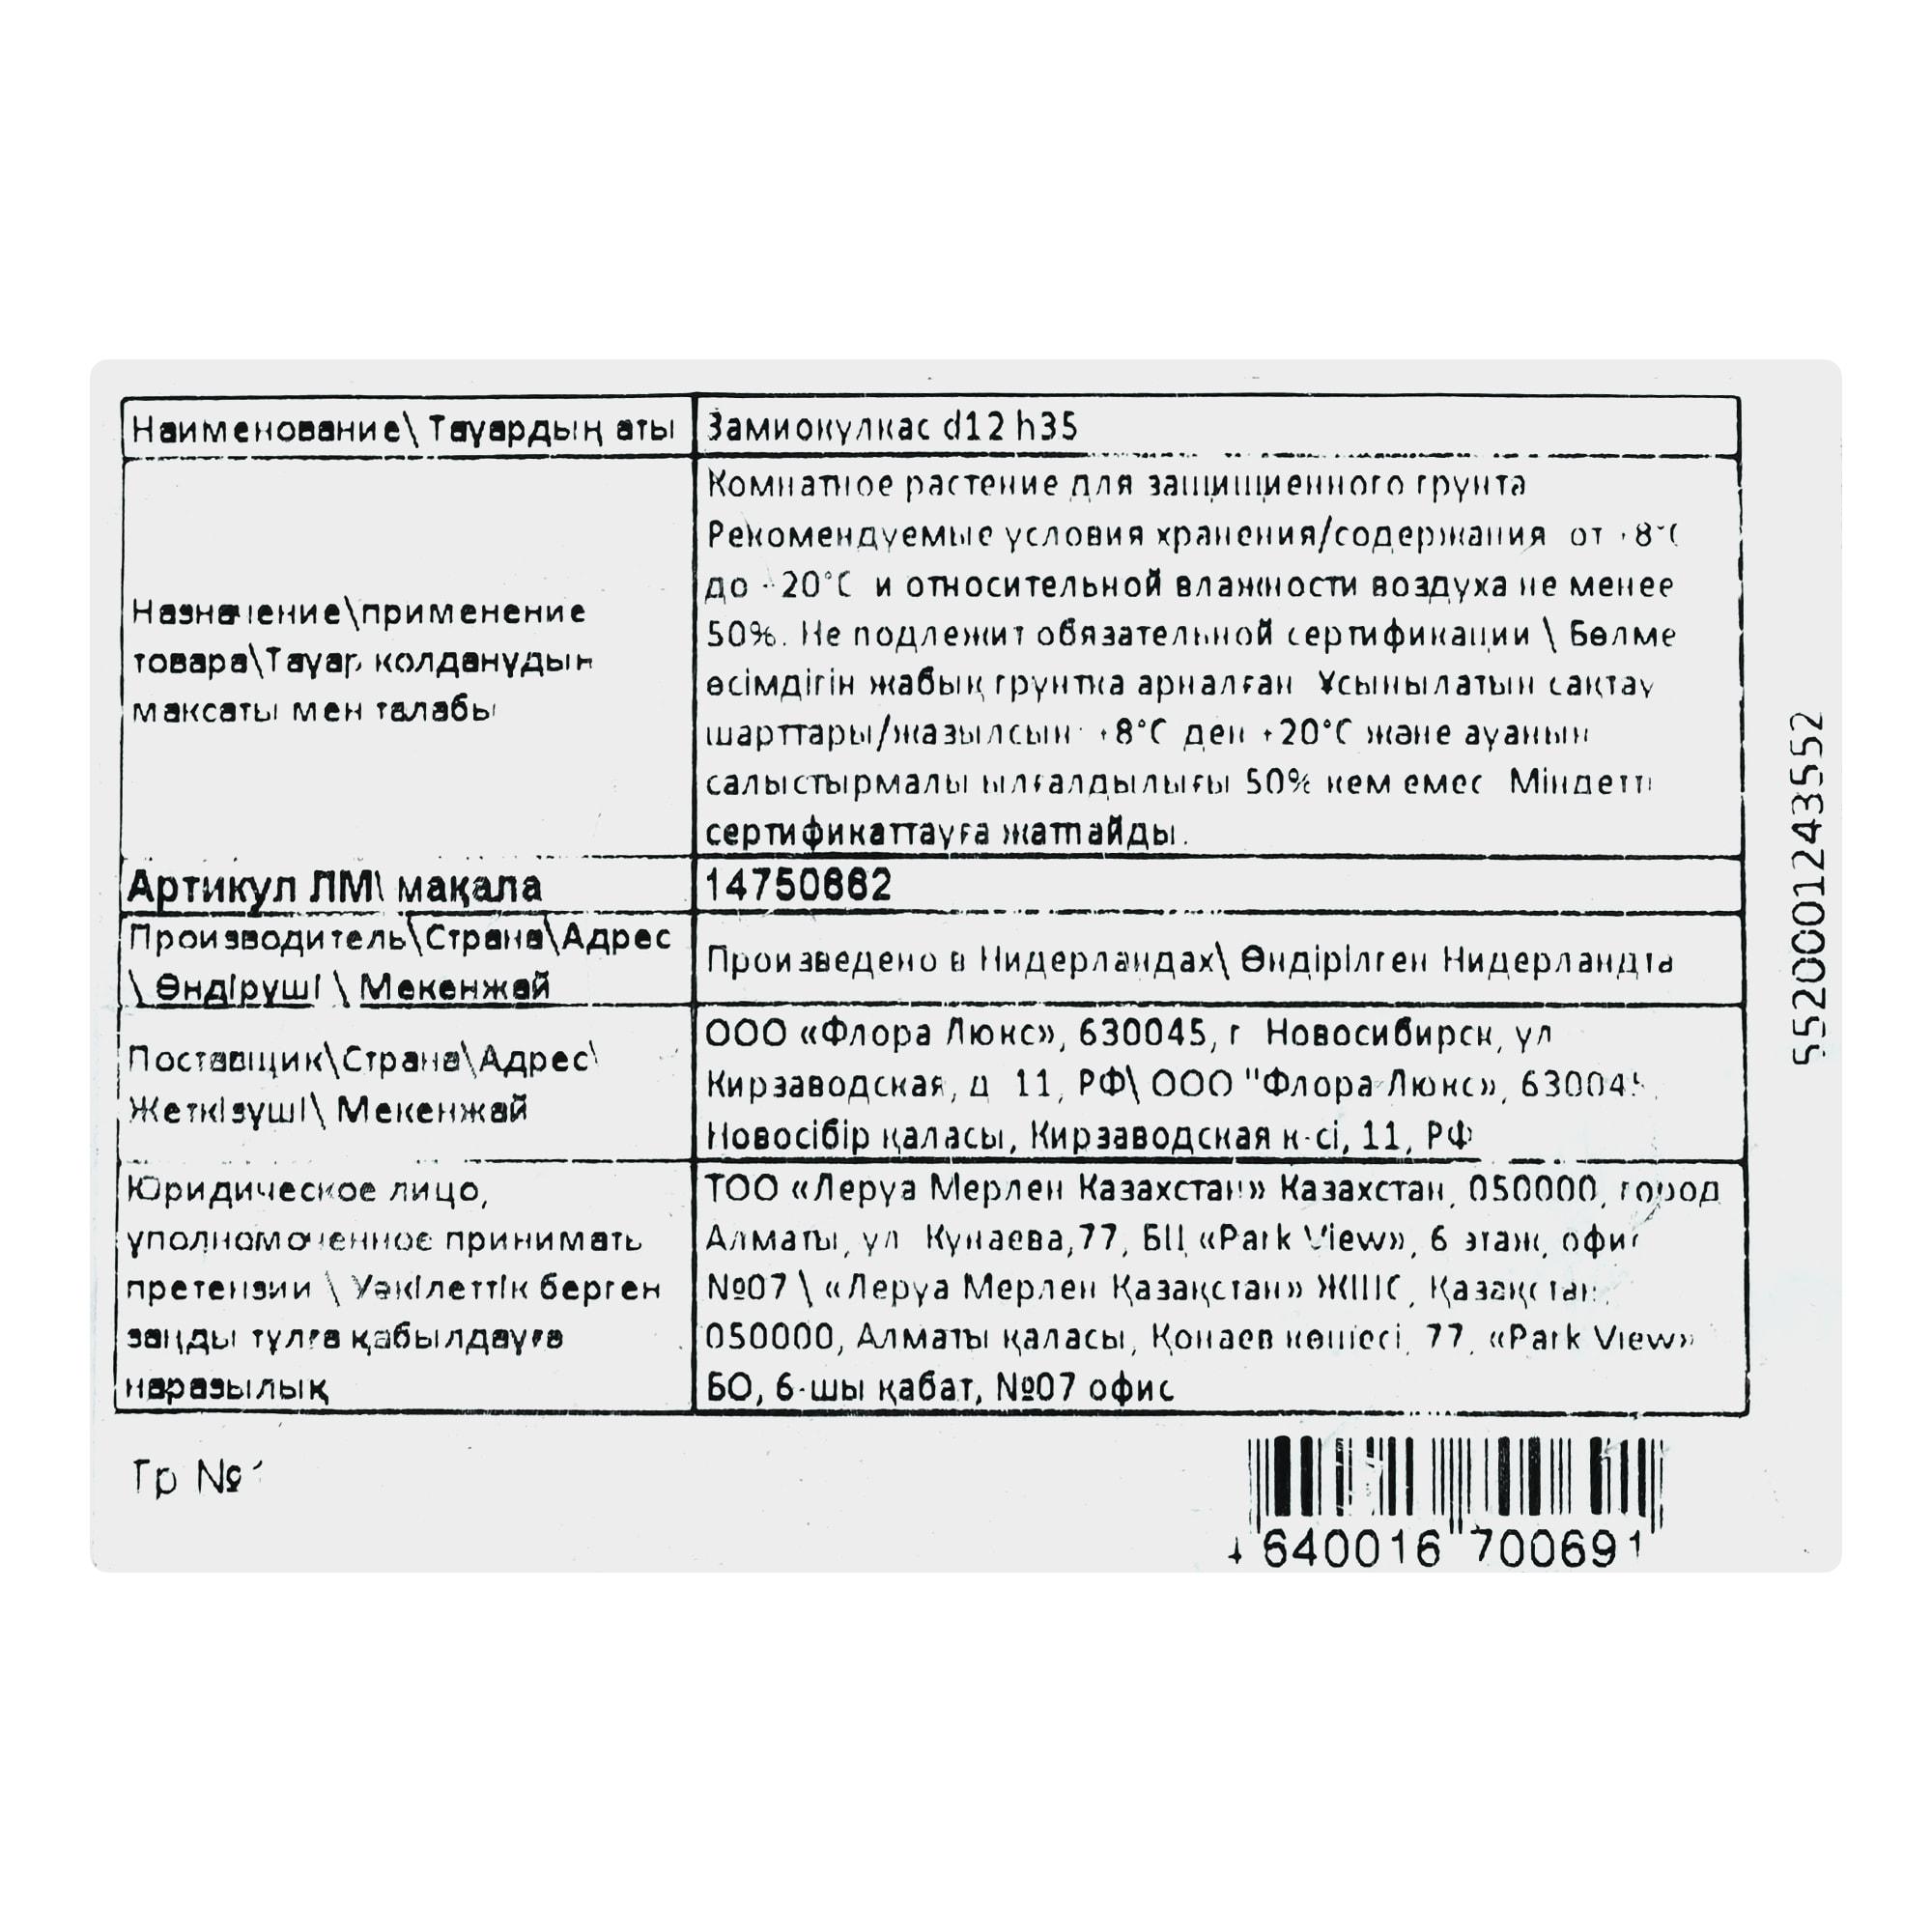 Наименование\ Тауардың аты
Замиокулкас d12 h35
Назначение\применение
товара\Тауар колданудын
максаты мен талабы
Комнатное растение для защищиенного грунта
Рекомендуемые условия хранения/содержания от +8°C
до +20°C и относительной влажности воздуха не менее
50%. Не подлежит обязательной сертификации \ Бөлме
өсімдігін жабық грунтка арналған Ұсынылатын сақтау
шарттары/жазылсын: +8°C ден +20°C және ауанын
салыстырмалы ылғалдылығы 50% кем емес Міндетті
сертификаттауға жатпайды.
Артикул ЛМ\ мақала
14750662
Производитель\Страна\Адрес
\ Өндіруші \ Мекенжай
Произведено в Нидерландах\ Өндірілген Нидерландта
Поставщик\Страна\Адрес\
Жеткізуші\ Мекенжай
ООО «Флора Люкс», 630045, г Новосибирск, ул
Кирзаводская, д 11, РФ\ ООО "Флора-Люкс», 630045,
Новосібір қаласы, Кирзаводская к-сі, 11, РФ
Юридическое лицо,
уполномоченное принимать
претензии \ Уәкілеттік берген
заңды тұлға қабылдауға
наразылық
ТОО «Леруа Мерлен Казахстан» Казахстан, 050000, город
Алматы, ул Кунаева,77, БЦ «Park View», 6 этаж, офис
№07 \ «Леруа Мерлен Қазақстан» ЖШС, Қазақстан,
050000, Алматы қаласы, Қонаев көшесі, 77, «Park View»
БО, 6-шы қабат, №07 офис
Гр №
4 640016 700691
5520001243552